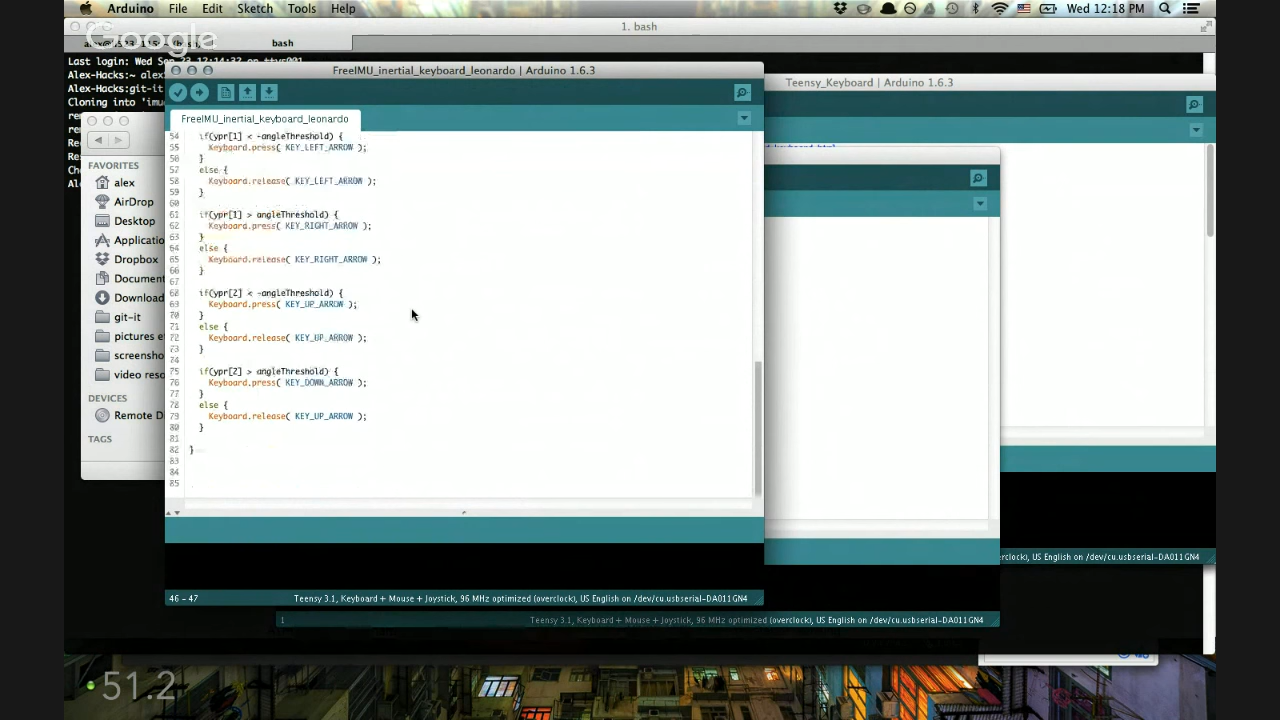 Arduino File Edit Sketch Tools Help
Wed 12:18 PM
Google
1. bash
bash
Last login: Wed Sep 23 12:14:32 on ttys001
Alex-Hacks:~ alex
Alex-Hacks:git-it
Cloning into 'imu
FreeIMU_inertial_keyboard_leonardo | Arduino 1.6.3
Teensy_Keyboard | Arduino 1.6.3
FreeIMU_inertial_keyboard_leonardo
FAVORITES
alex
AirDrop
Desktop
Applicatio
Dropbox
Document
Download
git-it
pictures e
screensho
video reso
DEVICES
Remote Di
TAGS
54 if(ypr[1] < -angleThreshold) {
55 Keyboard.press( KEY_LEFT_ARROW );
56 }
57 else {
58 Keyboard.release( KEY_LEFT_ARROW );
59 }
60
61 if(ypr[1] > angleThreshold) {
62 Keyboard.press( KEY_RIGHT_ARROW );
63 }
64 else {
65 Keyboard.release( KEY_RIGHT_ARROW );
66 }
67
68 if(ypr[2] < -angleThreshold) {
69 Keyboard.press( KEY_UP_ARROW );
70 }
71 else {
72 Keyboard.release( KEY_UP_ARROW );
73 }
74
75 if(ypr[2] > angleThreshold) {
76 Keyboard.press( KEY_DOWN_ARROW );
77 }
78 else {
79 Keyboard.release( KEY_UP_ARROW );
80 }
81
82 }
83
84
85
46 - 47
Teensy 3.1, Keyboard + Mouse + Joystick, 96 MHz optimized (overclock), US English on /dev/cu.usbserial-DA011GN4
1
Teensy 3.1, Keyboard + Mouse + Joystick, 96 MHz optimized (overclock), US English on /dev/cu.usbserial-DA011GN4
erclock), US English on /dev/cu.usbserial-DA011GN4
51.2